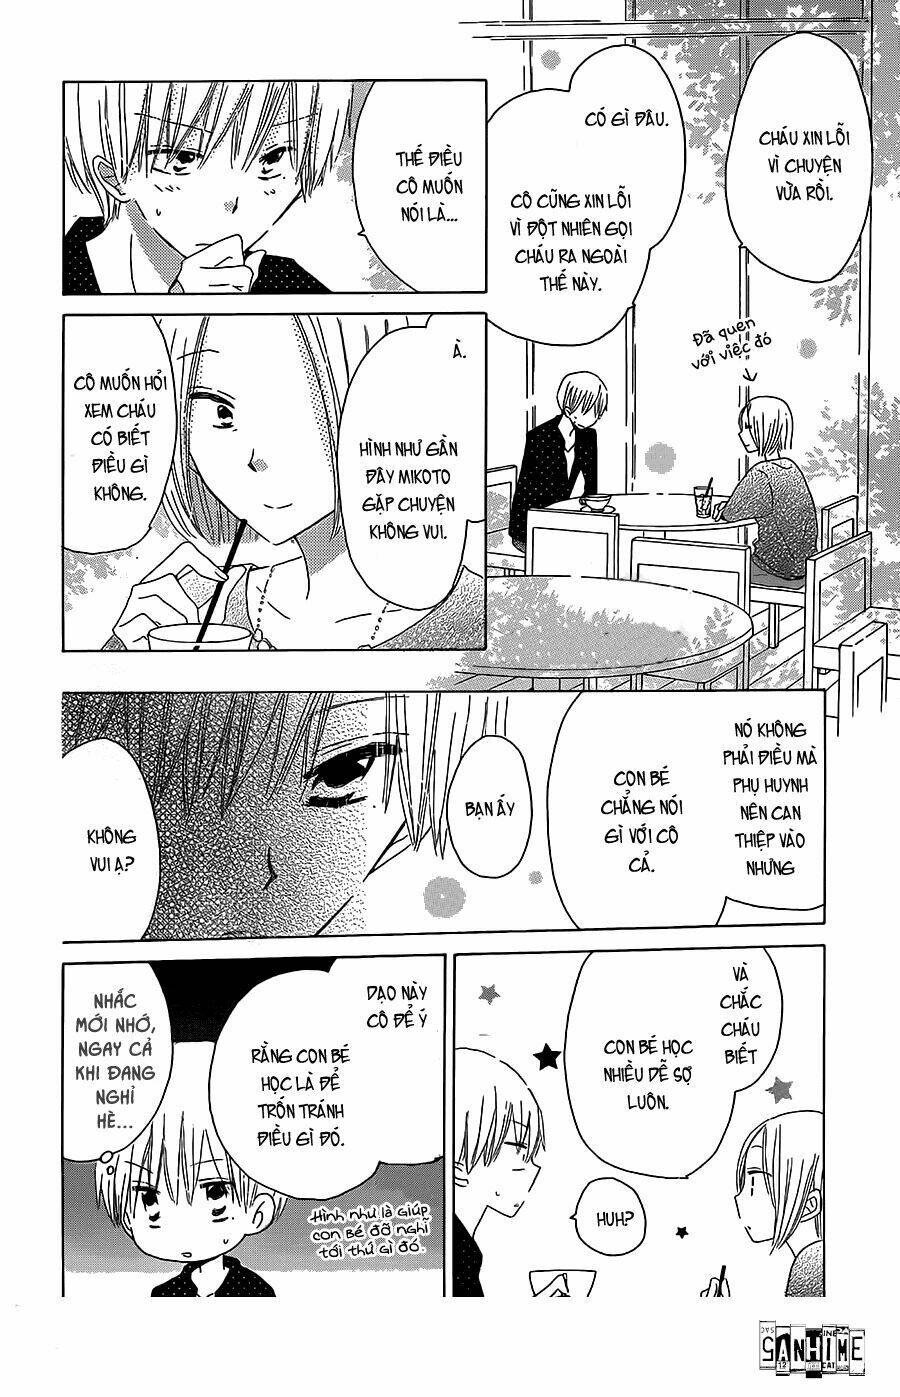 CHÁU XIN LỖI
VÌ CHUYỆN
VỪA RỒI.
CÓ GÌ ĐÂU.
CÔ CŨNG XIN LỖI
VÌ ĐỘT NHIÊN GỌI
CHÁU RA NGOÀI
THẾ NÀY.
Đã quen
với việc đó
THẾ ĐIỀU
CÔ MUỐN
NÓI LÀ...
À.
HÌNH NHƯ GẦN
ĐÂY MIKOTO
GẶP CHUYỆN
KHÔNG VUI.
CÔ MUỐN HỎI
XEM CHÁU
CÓ BIẾT
ĐIỀU GÌ
KHÔNG.
NÓ KHÔNG
PHẢI ĐIỀU MÀ
PHỤ HUYNH
NÊN CAN
THIỆP VÀO
NHƯNG
CON BÉ
CHẲNG NÓI
GÌ VỚI CÔ
CẢ.
BẠN ẤY
KHÔNG
VUI Ạ?
VÀ
CHẮC
CHÁU
BIẾT
CON BÉ HỌC
NHIỀU DỄ SỢ
LUÔN.
HUH?
DẠO NÀY
CÔ ĐỂ Ý
RẰNG CON BÉ
HỌC LÀ ĐỂ
TRỐN TRÁNH
ĐIỀU GÌ ĐÓ.
NHẮC
MỚI NHỚ,
NGAY CẢ
KHI ĐANG
NGHỈ
HÈ...
Hình như là giúp
con bé đỡ nghĩ
tới thứ gì đó.
SANHIME